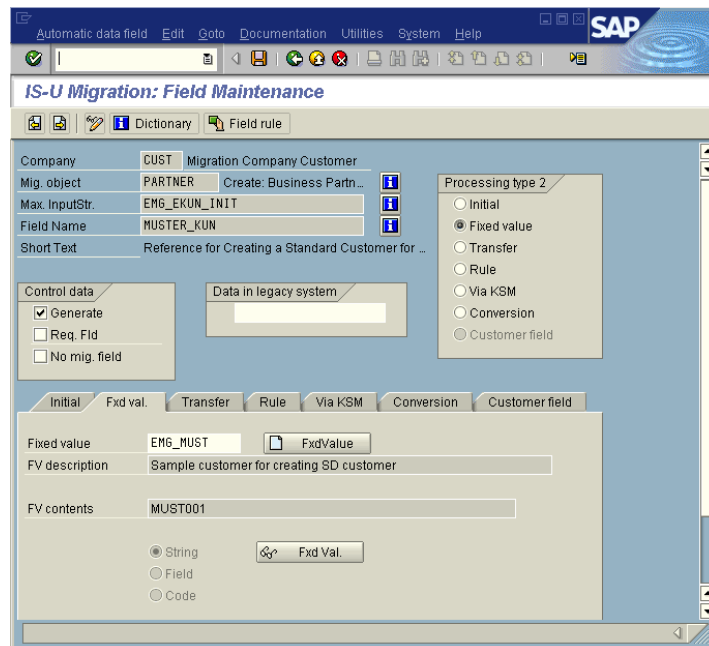 Automatic data field Edit Goto Documentation Utilities System Help
SAP
IS-U Migration: Field Maintenance
Dictionary Field rule
Company CUST Migration Company Customer
Mig. object PARTNER Create: Business Partn...
Max. InputStr. EMG_EKUN_INIT
Field Name MUSTER_KUN
Short Text Reference for Creating a Standard Customer for ...
Processing type 2
Initial
Fixed value
Transfer
Rule
Via KSM
Conversion
Customer field
Control data
Generate
Req. Fld
No mig. field
Data in legacy system
Initial Fxd val. Transfer Rule Via KSM Conversion Customer field
Fixed value EMG_MUST FxdValue
FV description Sample customer for creating SD customer
FV contents MUST001
String Fxd Val.
Field
Code